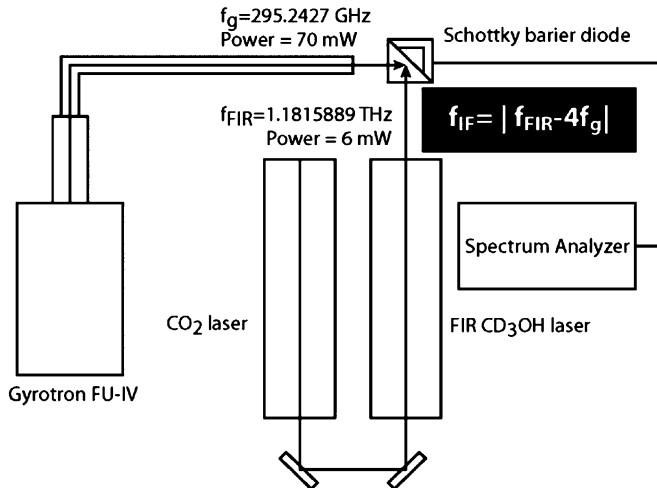 f_g=295.2427 GHz
Power = 70 mW
Schottky barier diode
f_FIR=1.1815889 THz
Power = 6 mW
f_IF= | f_FIR-4f_g|
Spectrum Analyzer
CO₂ laser
FIR CD₃OH laser
Gyrotron FU-IV